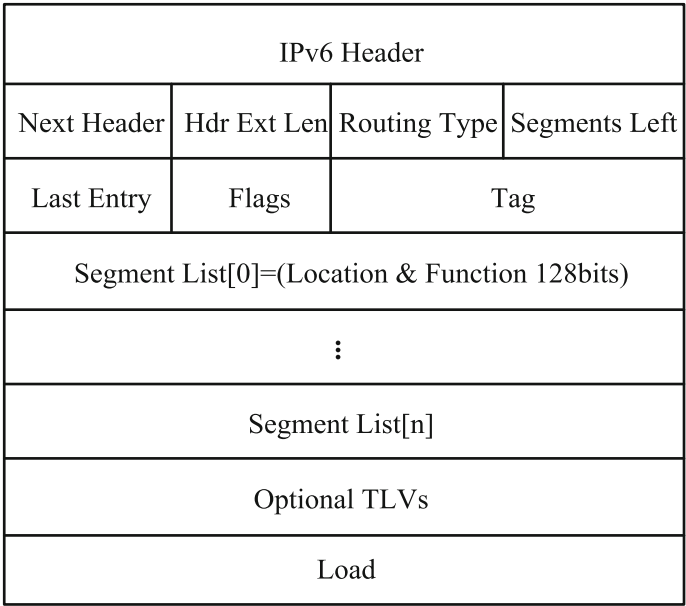 IPv6 Header
Next Header Hdr Ext Len Routing Type Segments Left
Last Entry Flags Tag
Segment List[0]=(Location & Function 128bits)
⋮
Segment List[n]
Optional TLVs
Load